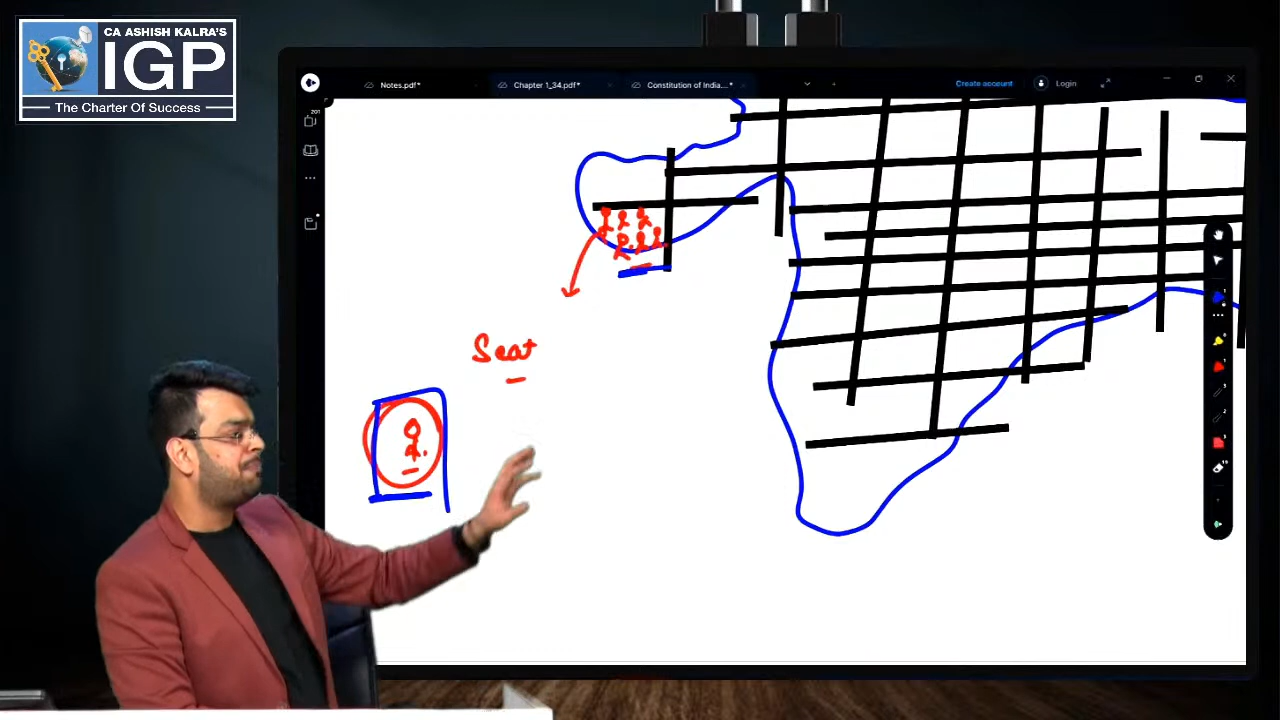 CA ASHISH KALRA'S
IGP
The Charter Of Success
Notes.pdf*
Chapter 1_34.pdf*
Constitution of India....*
Create account
Login
201
Seat